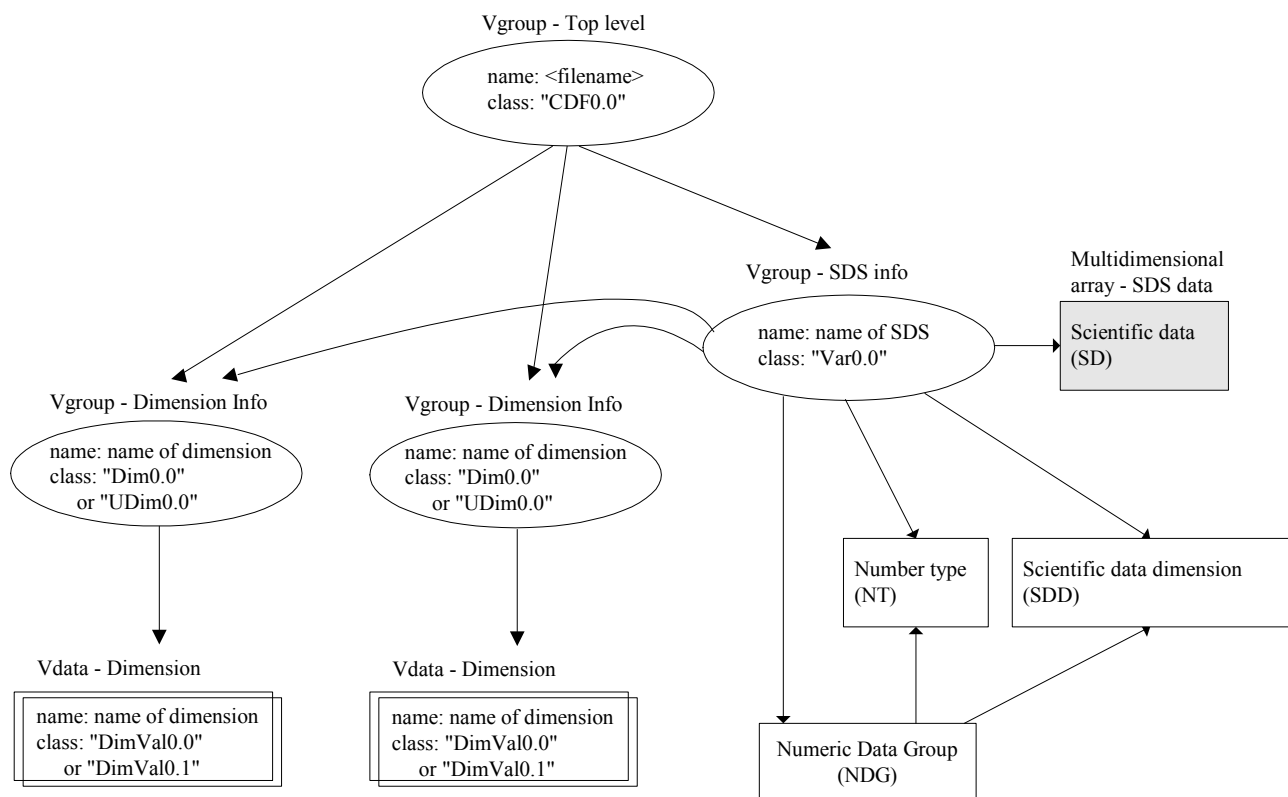 Vgroup - Top level
name: <filename>
class: "CDF0.0"
Vgroup - SDS info
name: name of SDS
class: "Var0.0"
Multidimensional
array - SDS data
Scientific data
(SD)
Vgroup - Dimension Info
name: name of dimension
class: "Dim0.0"
or "UDim0.0"
Vgroup - Dimension Info
name: name of dimension
class: "Dim0.0"
or "UDim0.0"
Number type
(NT)
Scientific data dimension
(SDD)
Vdata - Dimension
name: name of dimension
class: "DimVal0.0"
or "DimVal0.1"
Vdata - Dimension
name: name of dimension
class: "DimVal0.0"
or "DimVal0.1"
Numeric Data Group
(NDG)